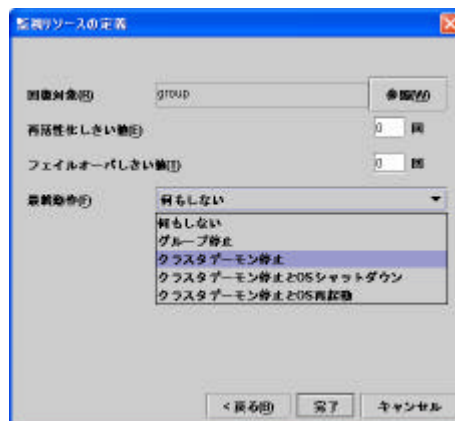 監視リソースの定義
回復対象(R) group 参照(W)
再活性化しきい値(E) 0 回
フェイルオーバしきい値(T) 0 回
最終動作(F) 何もしない
何もしない
グループ停止
クラスタデーモン停止
クラスタデーモン停止とOSシャットダウン
クラスタデーモン停止とOS再起動
< 戻る(B) 完了 キャンセル